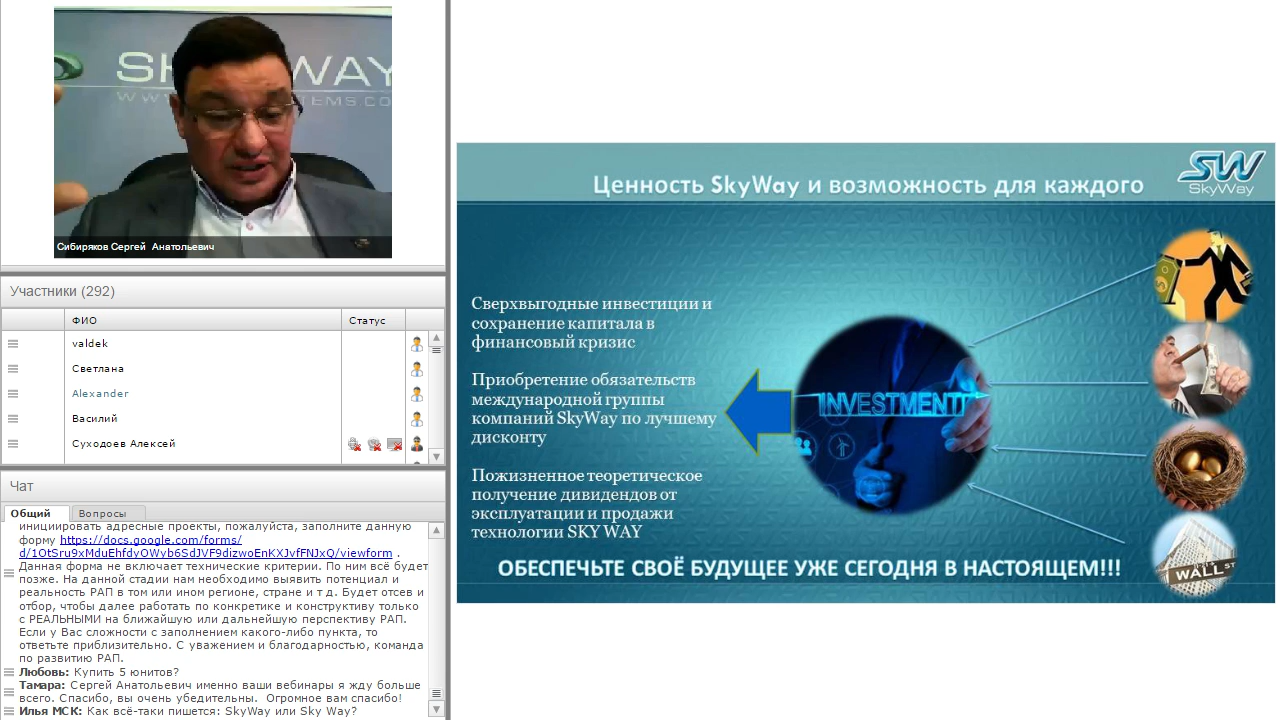 SKYWAY
Сибиряков Сергей Анатольевич
Участники (292)
ФИО
Статус
valdek
Светлана
Alexander
Василий
Суходоев Алексей
Чат
Общий
Вопросы
инициировать адресные проекты, пожалуйста, заполните данную
форму https://docs.google.com/forms/
d/1OtSru9xMduEhfdyOWyb6SdJVF9dizwoEnKXJvfFNJxQ/viewform .
Данная форма не включает технические критерии. По ним всё будет
позже. На данной стадии нам необходимо выявить потенциал и
реальность РАП в том или ином регионе, стране и т д. Будет отсев и
отбор, чтобы далее работать по конкретике и конструктиву только
с РЕАЛЬНЫМИ на ближайшую или дальнейшую перспективу РАП.
Если у Вас сложности с заполнением какого-либо пункта, то
ответьте приблизительно. С уважением и благодарностью, команда
по развитию РАП.
Любовь: Купить 5 юнитов?
Тамара: Сергей Анатольевич именно ваши вебинары я жду больше
всего. Спасибо, вы очень убедительны. Огромное вам спасибо!
Илья МСК: Как всё-таки пишется: SkyWay или Sky Way?
Ценность SkyWay и возможность для каждого
SW
SkyWay
Сверхвыгодные инвестиции и
сохранение капитала в
финансовый кризис
Приобретение обязательств
международной группы
компаний SkyWay по лучшему
дисконту
Пожизненное теоретическое
получение дивидендов от
эксплуатации и продажи
технологии SKY WAY
INVESTMENT
WALL ST
ОБЕСПЕЧЬТЕ СВОЁ БУДУЩЕЕ УЖЕ СЕГОДНЯ В НАСТОЯЩЕМ!!!